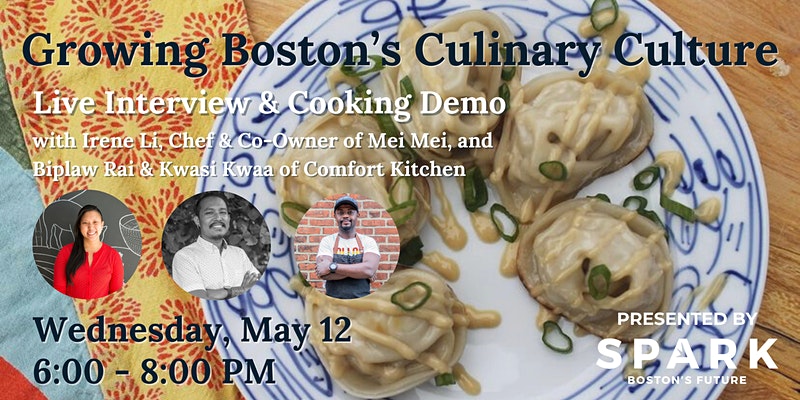 Growing Boston's Culinary Culture
Live Interview & Cooking Demo
with Irene Li, Chef & Co-Owner of Mei Mei, and
Biplaw Rai & Kwasi Kwaa of Comfort Kitchen
Wednesday, May 12
6:00 - 8:00 PM
PRESENTED BY
SPARK
BOSTON'S FUTURE